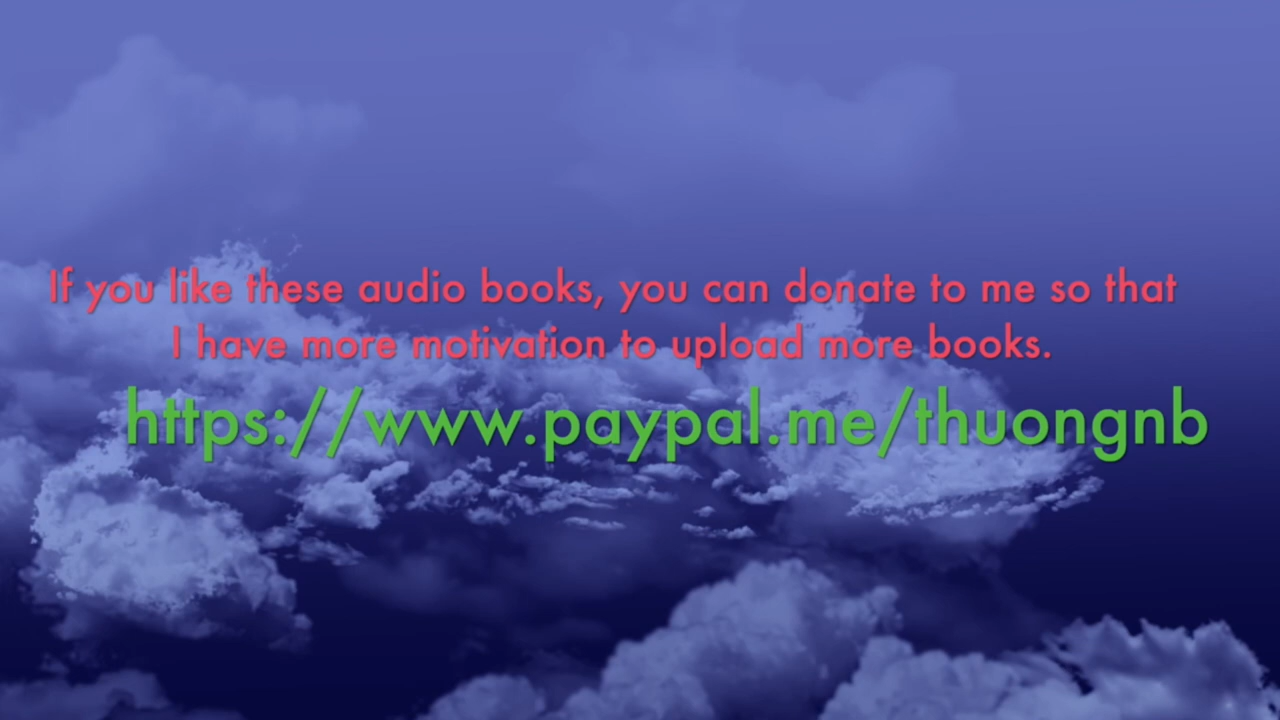 If you like these audio books, you can donate to me so that
I have more motivation to upload more books.
https://www.paypal.me/thuongnb